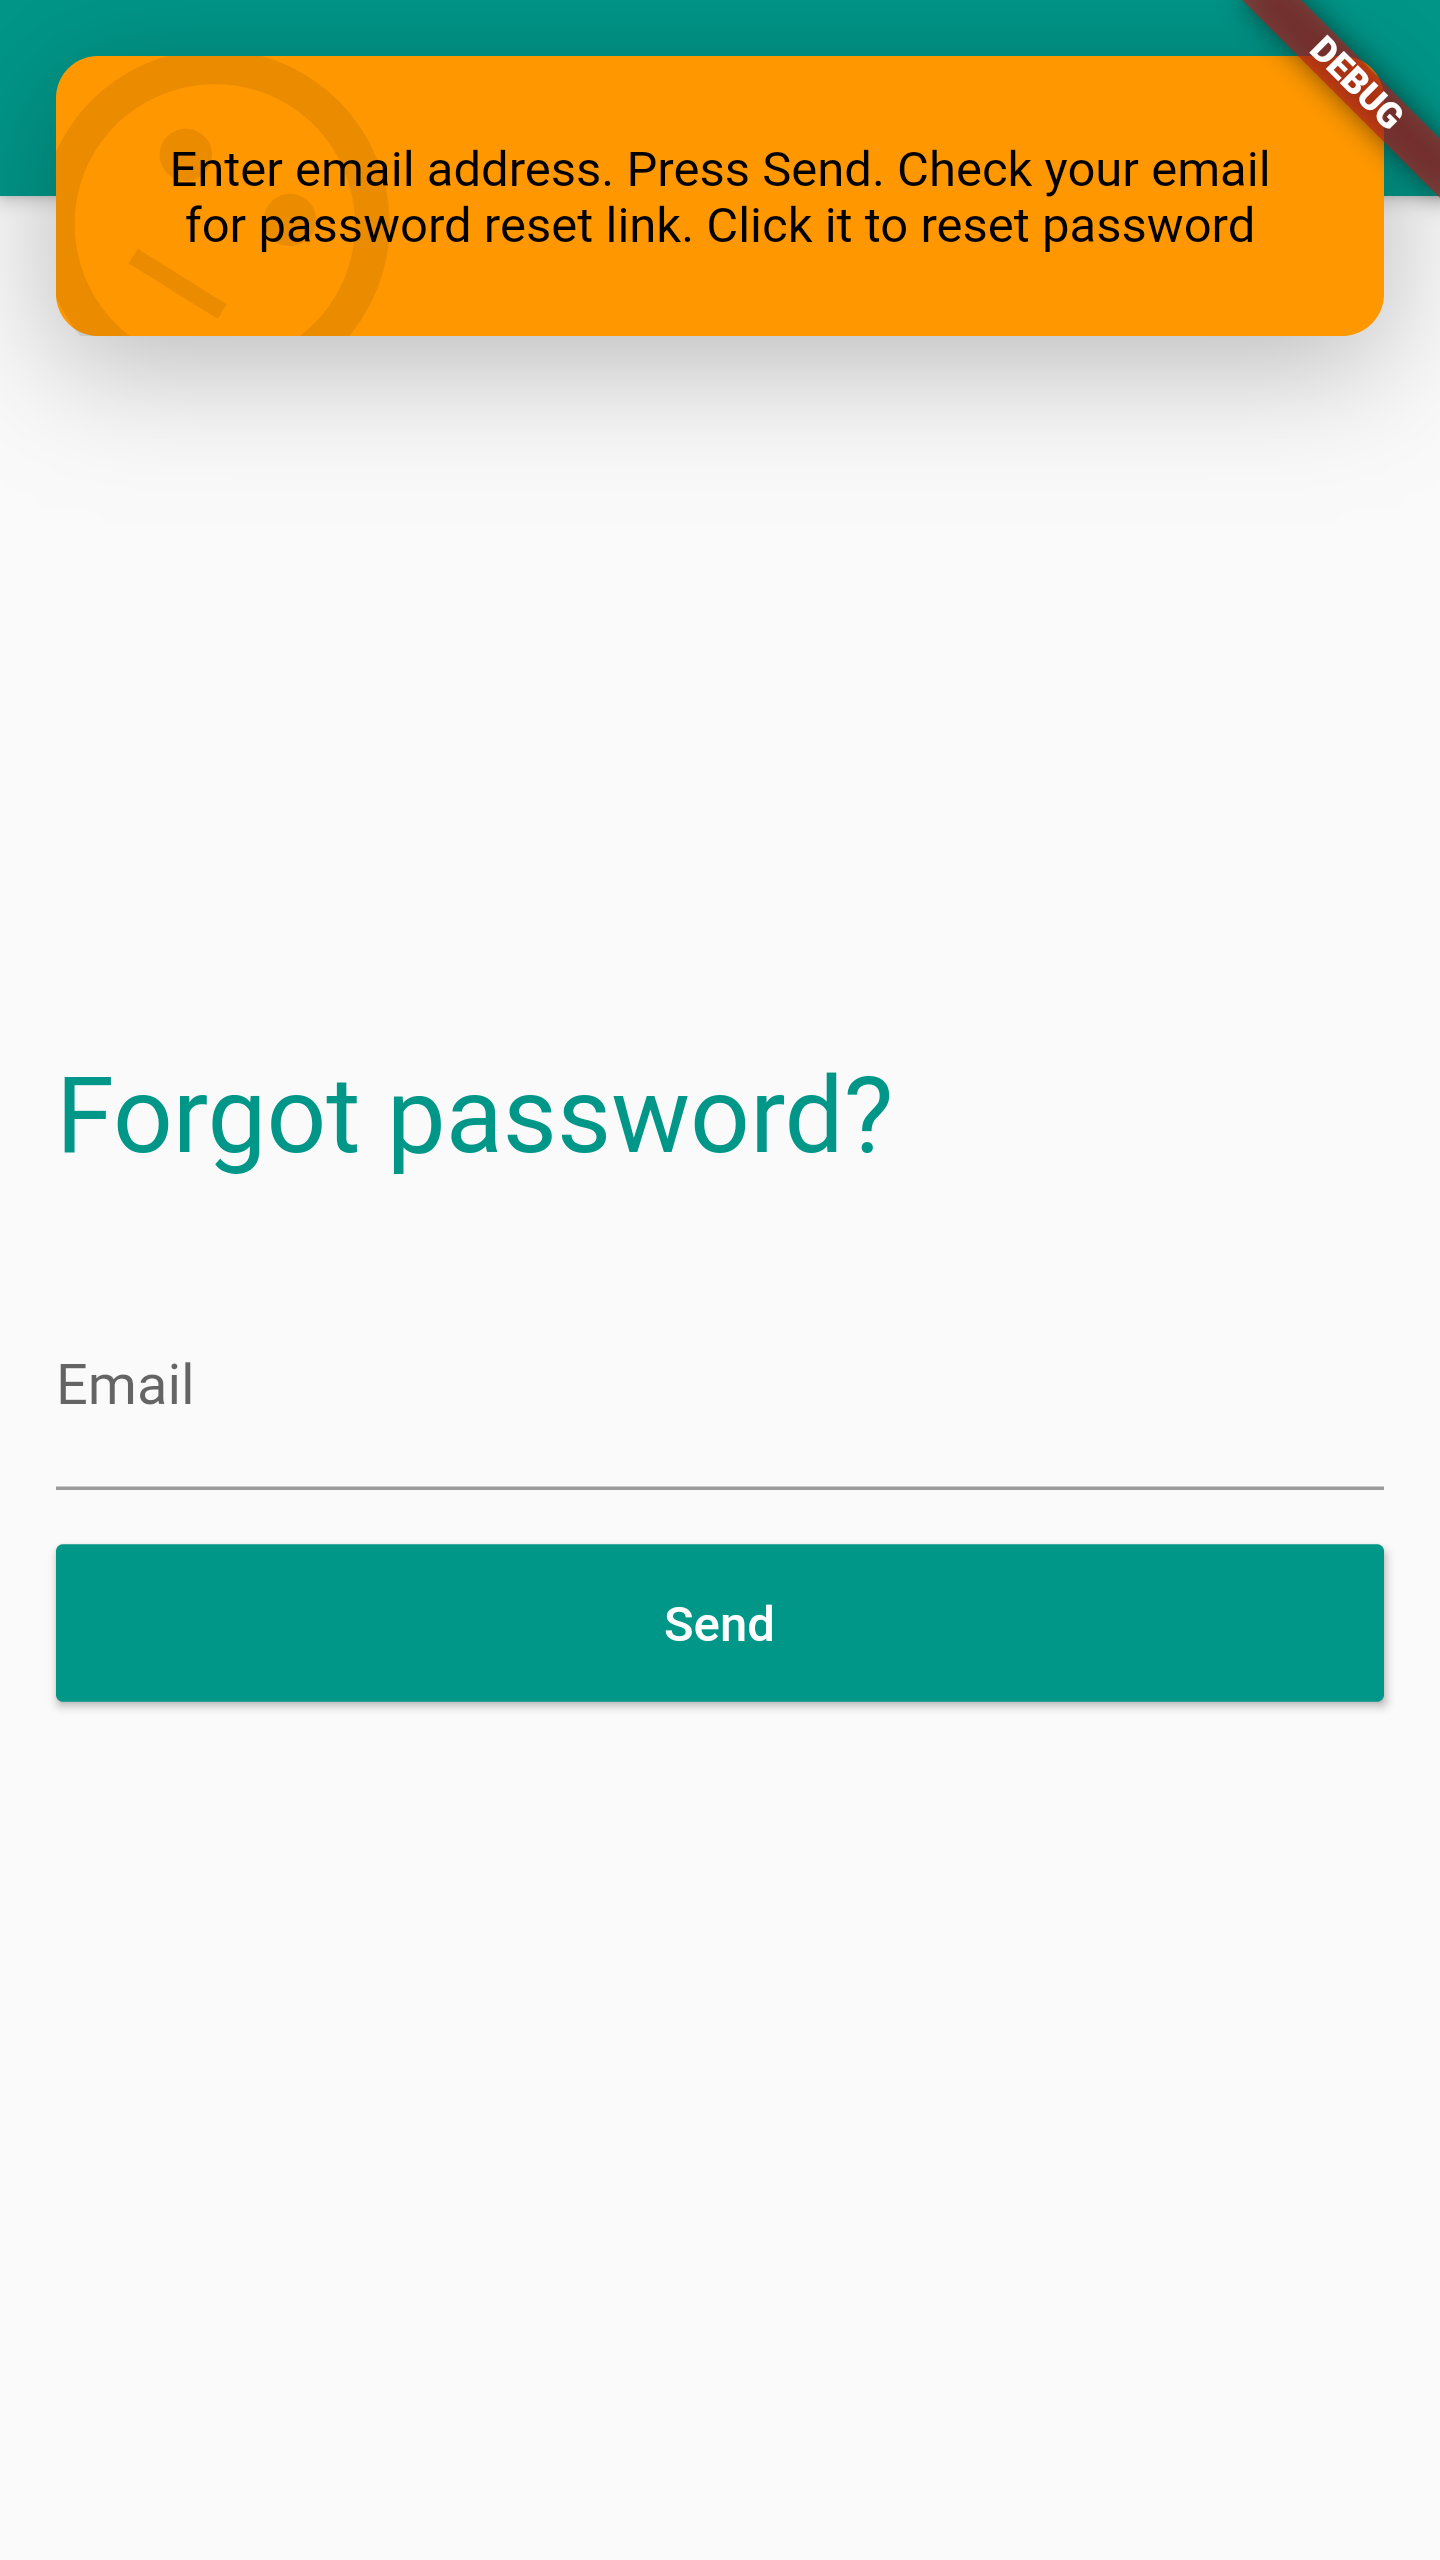 DEBUG
Enter email address. Press Send. Check your email
for password reset link. Click it to reset password
Forgot password?
Email
Send